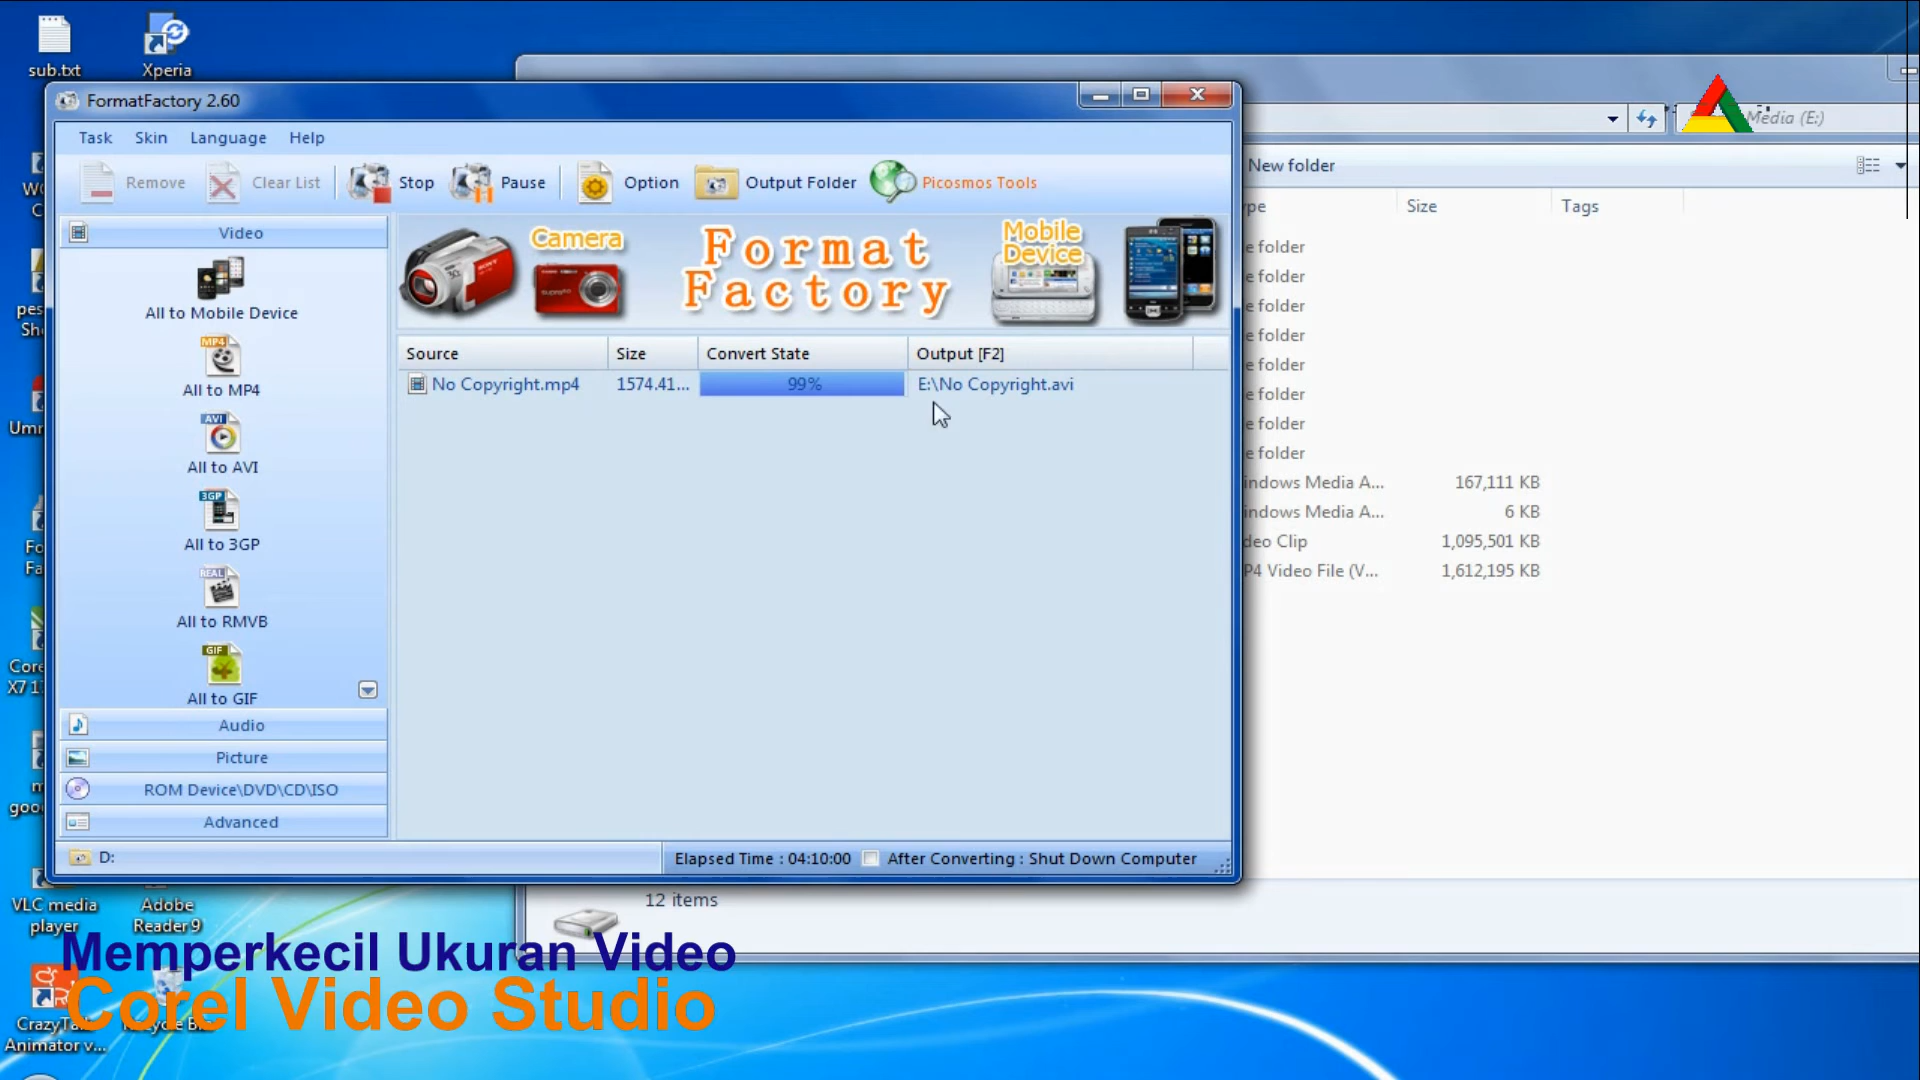 sub.txt
Xperia
FormatFactory 2.60
Media (E:)
Task Skin Language Help
New folder
Remove Clear List Stop Pause Option Output Folder Picosmos Tools
Size Tags
Video
Camera
Format
Factory
Mobile
Device
All to Mobile Device
Source Size Convert State Output [F2]
No Copyright.mp4 1574.41... 99% E:\No Copyright.avi
MP4
All to MP4
AVI
All to AVI
3GP
All to 3GP
REAL
All to RMVB
GIF
All to GIF
e folder
e folder
e folder
e folder
e folder
e folder
e folder
e folder
indows Media A... 167,111 KB
indows Media A... 6 KB
deo Clip 1,095,501 KB
P4 Video File (V... 1,612,195 KB
Audio
Picture
ROM Device\DVD\CD\ISO
Advanced
D:
Elapsed Time : 04:10:00 After Converting : Shut Down Computer
12 items
VLC media
player
Adobe
Reader 9
Memperkecil Ukuran Video
Corel Video Studio
Animator v...